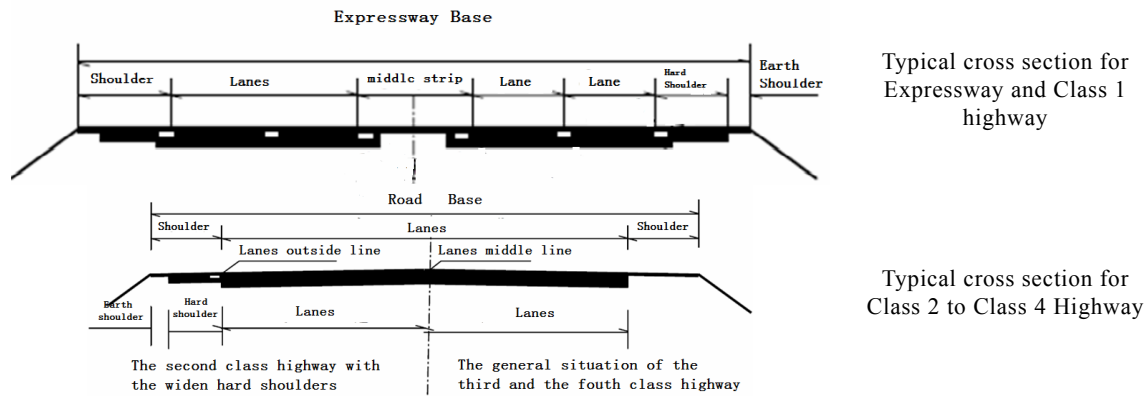 Expressway Base
Shoulder
Lanes
middle strip
Lane
Lane
Hard
Shoulder
Earth
Shoulder
Typical cross section for
Expressway and Class 1
highway
Road Base
Shoulder
Lanes
Shoulder
Lanes outside line
Lanes middle line
Earth
shoulder
Hard
shoulder
Lanes
Lanes
Typical cross section for
Class 2 to Class 4 Highway
The second class highway with
the widen hard shoulders
The general situation of the
third and the fouth class highway